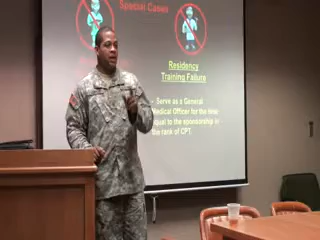 Special Cases
Residency
Training Failure
- Serve as a General
Medical Officer for the time
equal to the sponsorship in
the rank of CPT.